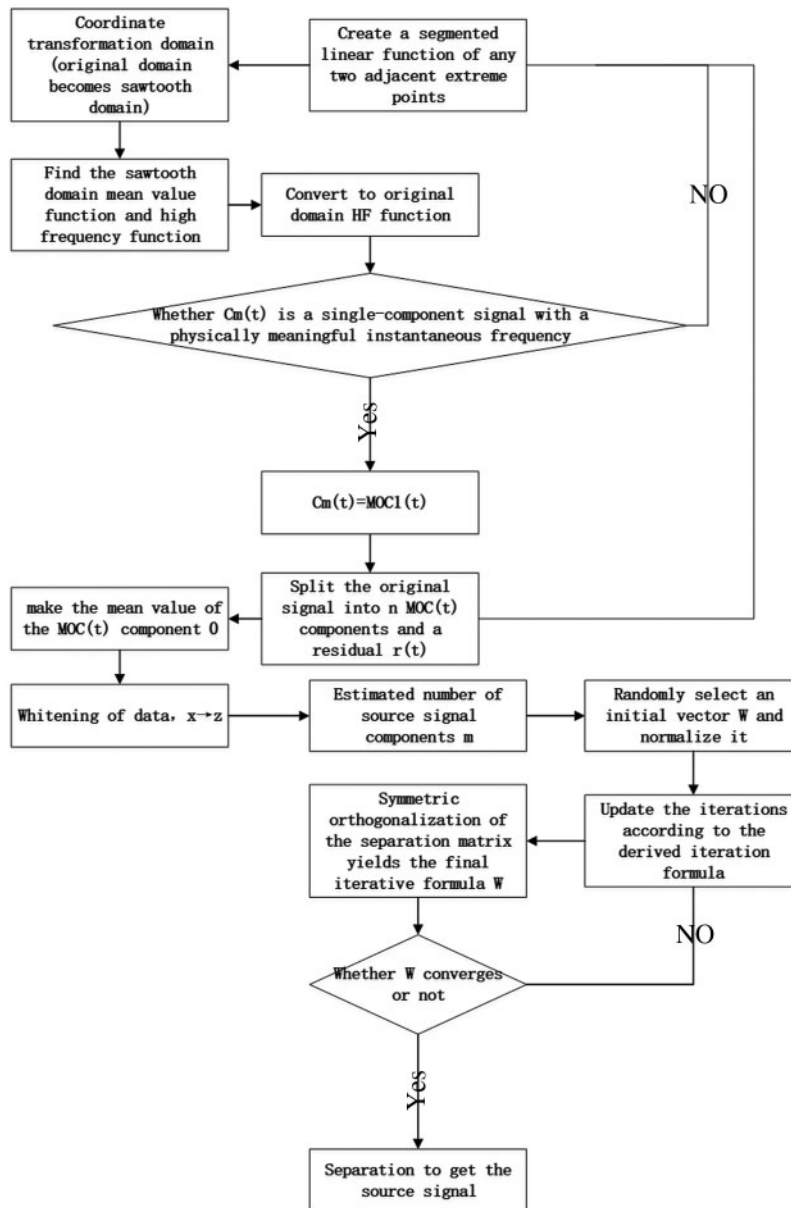 Coordinate
transformation domain
(original domain
becomes sawtooth
domain)
Create a segmented
linear function of any
two adjacent extreme
points
Find the sawtooth
domain mean value
function and high
frequency function
Convert to original
domain HF function
NO
Whether Cm(t) is a single-component signal with a
physically meaningful instantaneous frequency
Yes
Cm(t)=MOC1(t)
Split the original
signal into n MOC(t)
components and a
residual r(t)
make the mean value of
the MOC(t) component 0
Whitening of data, x→z
Estimated number of
source signal
components m
Randomly select an
initial vector W and
normalize it
Symmetric
orthogonalization of
the separation matrix
yields the final
iterative formula W
Update the iterations
according to the
derived iteration
formula
NO
Whether W converges
or not
Yes
Separation to get the
source signal